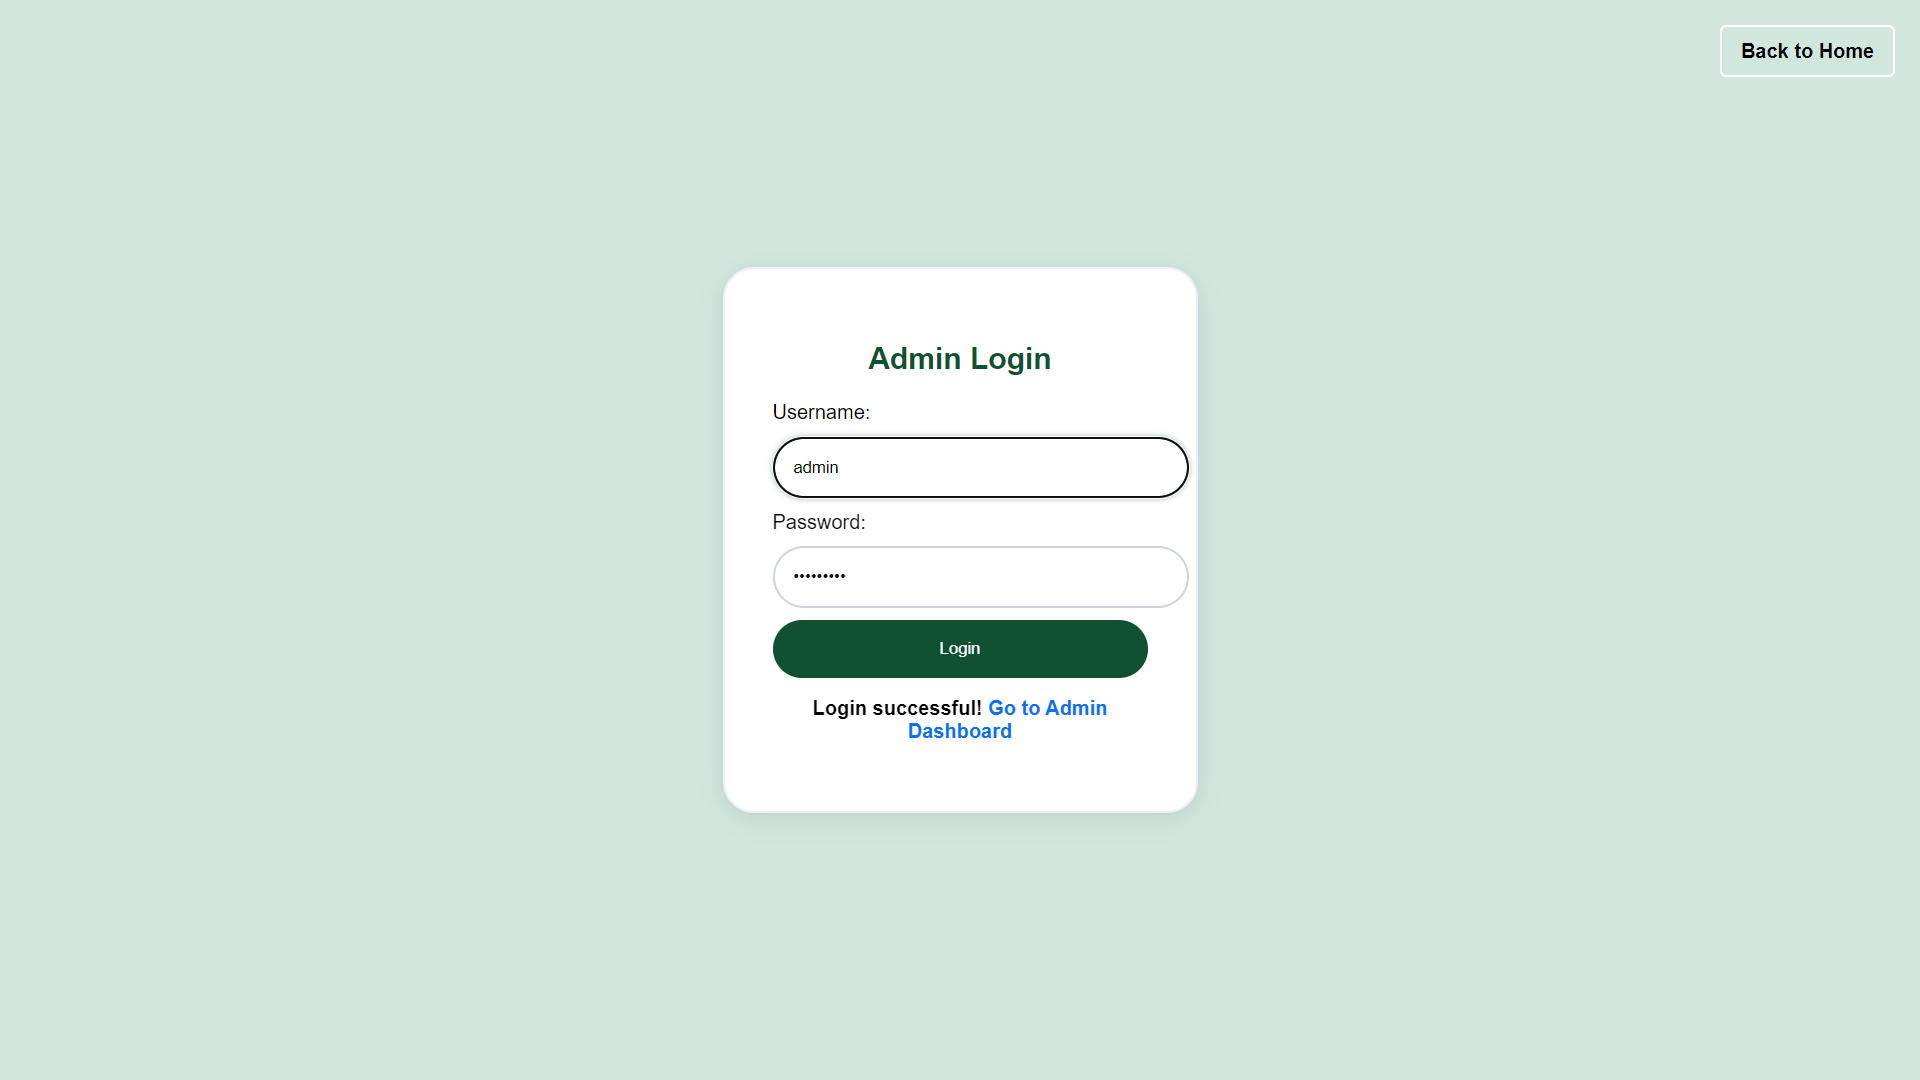 Back to Home
Admin Login
Username:
admin
Password:
•••••••••
Login
Login successful! Go to Admin
Dashboard